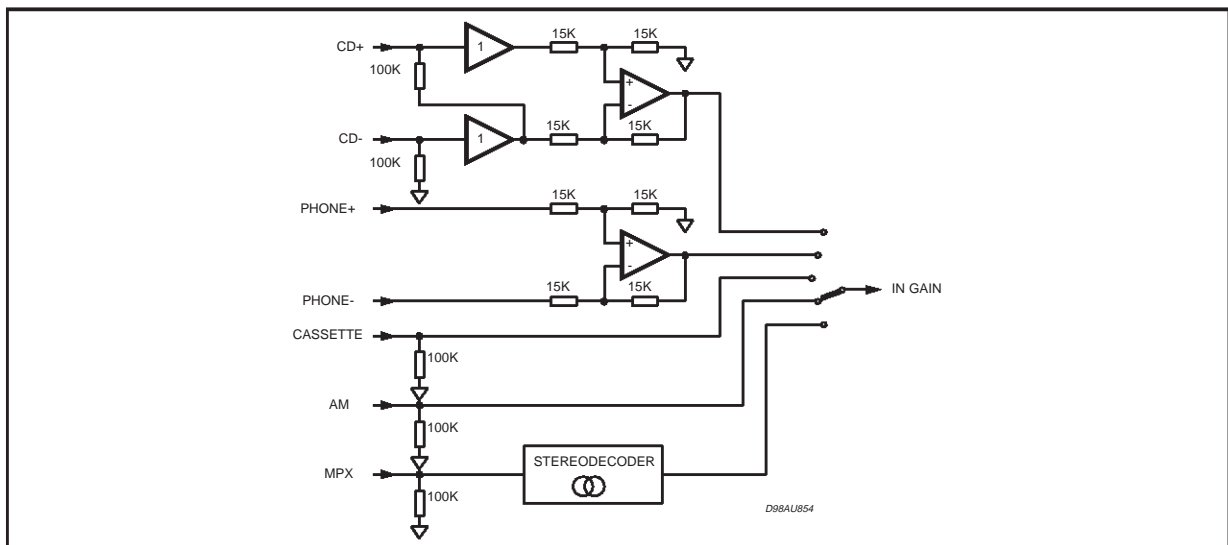 CD+
100K
1
15K
15K
+
-
CD-
100K
1
15K
15K
PHONE+
15K
15K
+
-
PHONE-
15K
15K
CASSETTE
100K
AM
100K
MPX
100K
STEREODECODER
IN GAIN
D98AU854